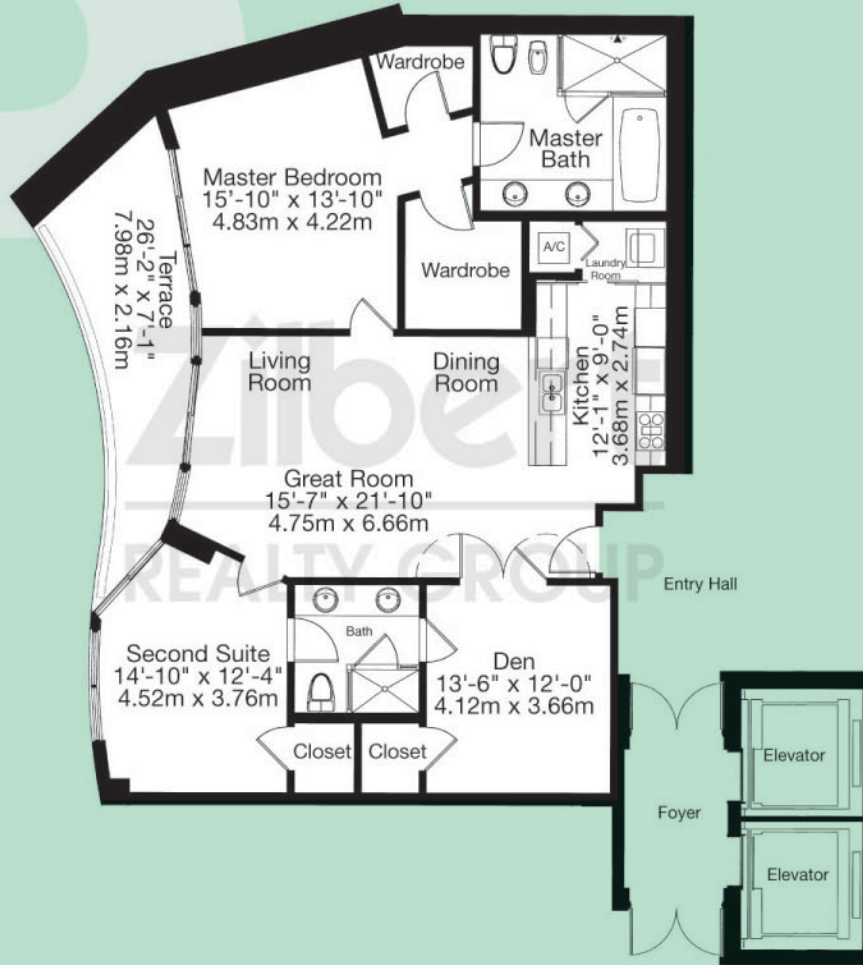 Wardrobe
Master
Bath
Master Bedroom
15'-10" x 13'-10"
4.83m x 4.22m
Terrace
26'-2" x 7'-1"
7.98m x 2.16m
Wardrobe
A/C
Laundry
Room
Living
Room
Dining
Room
Kitchen
12'-1" x 9'-0"
3.68m x 2.74m
Zilbert
REALTY GROUP
Great Room
15'-7" x 21'-10"
4.75m x 6.66m
Entry Hall
Second Suite
14'-10" x 12'-4"
4.52m x 3.76m
Bath
Den
13'-6" x 12'-0"
4.12m x 3.66m
Closet
Closet
Foyer
Elevator
Elevator